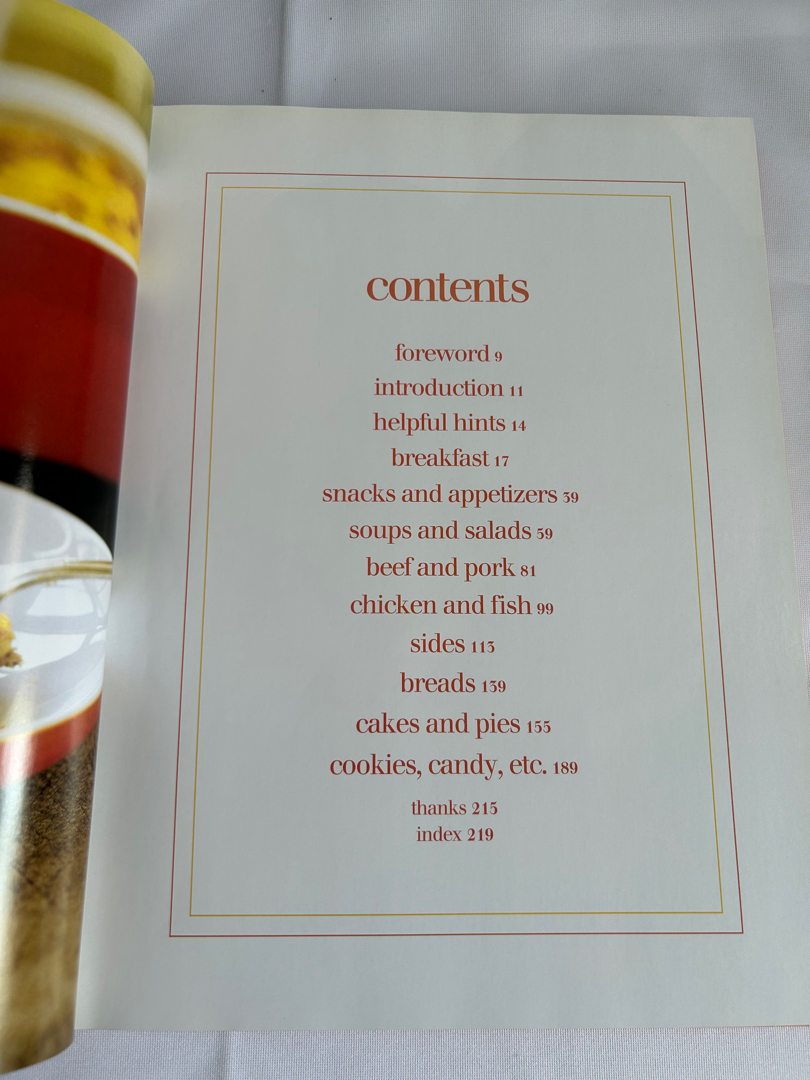 contents
foreword 9
introduction 11
helpful hints 14
breakfast 17
snacks and appetizers 39
soups and salads 59
beef and pork 81
chicken and fish 99
sides 113
breads 139
cakes and pies 155
cookies, candy, etc. 189
thanks 215
index 219